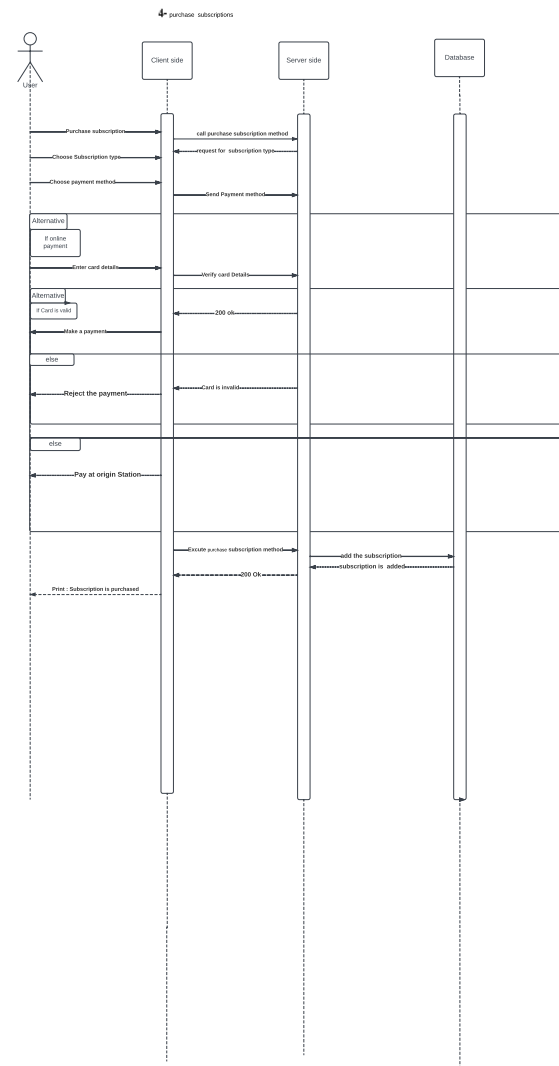 4- purchase subscriptions
User
Client side
Server side
Database
Purchase subscription
call purchase subscription method
request for subscription type
Choose Subscription type
Choose payment method
Send Payment method
Alternative
if online
payment
Enter card details
Verify card Details
Alternative
If Card is valid
200 ok
Make a payment
else
Card is invalid
Reject the payment
else
Pay at origin Station
Excute purchase subscription method
add the subscription
subscription is added
200 Ok
Print : Subscription is purchased